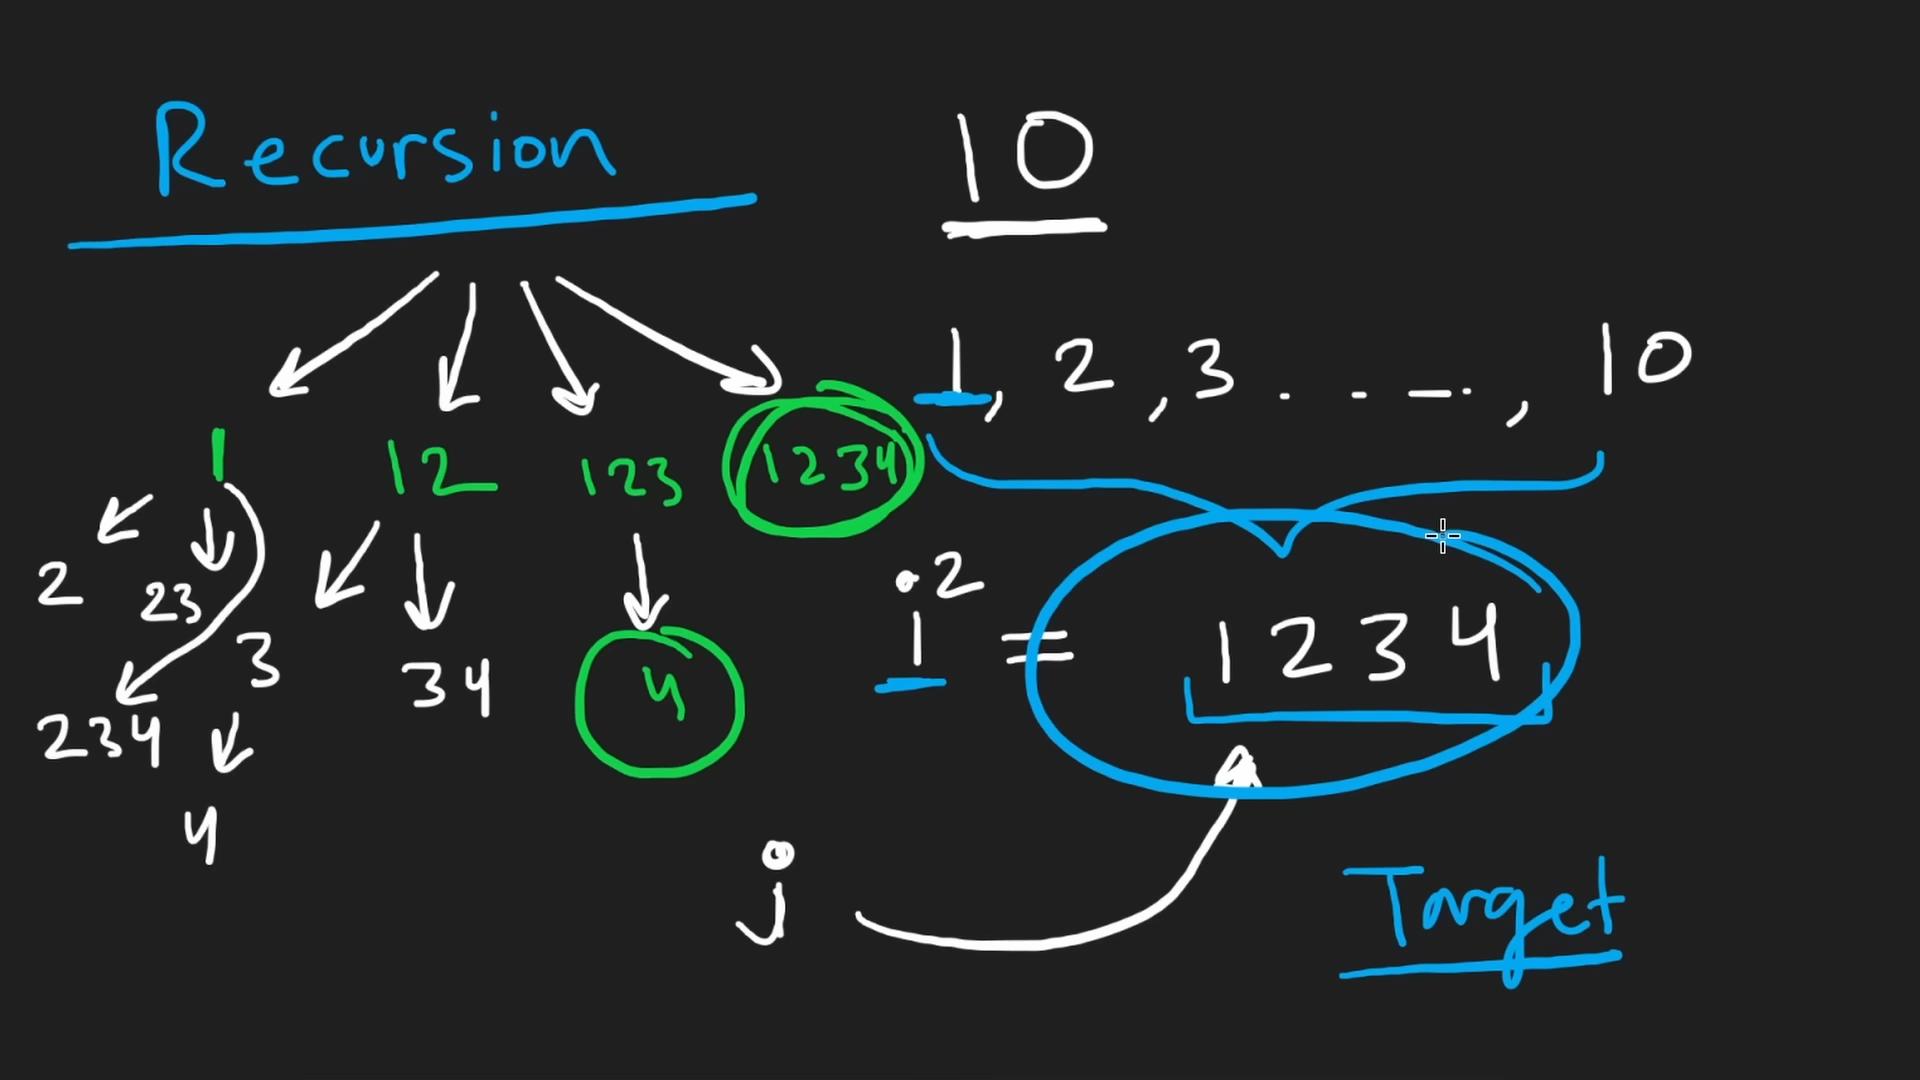 Recursion
10
1, 2, 3 . . — . , 10
1 12 123 1234
2 23 3
234
4
34
4
i² = 1234
j
Target